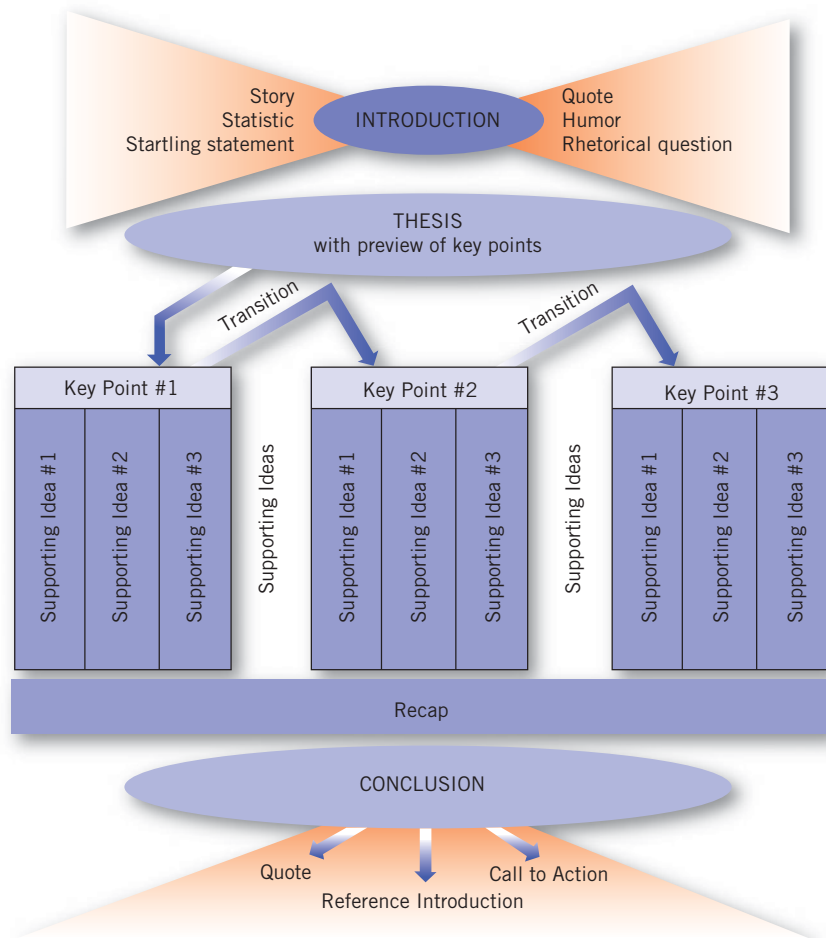 Story
Statistic
Startling statement
INTRODUCTION
Quote
Humor
Rhetorical question
THESIS
with preview of key points
Transition
Transition
Key Point #1
Supporting Idea #1
Supporting Idea #2
Supporting Idea #3
Supporting Ideas
Key Point #2
Supporting Idea #1
Supporting Idea #2
Supporting Idea #3
Supporting Ideas
Key Point #3
Supporting Idea #1
Supporting Idea #2
Supporting Idea #3
Recap
CONCLUSION
Quote
Reference Introduction
Call to Action